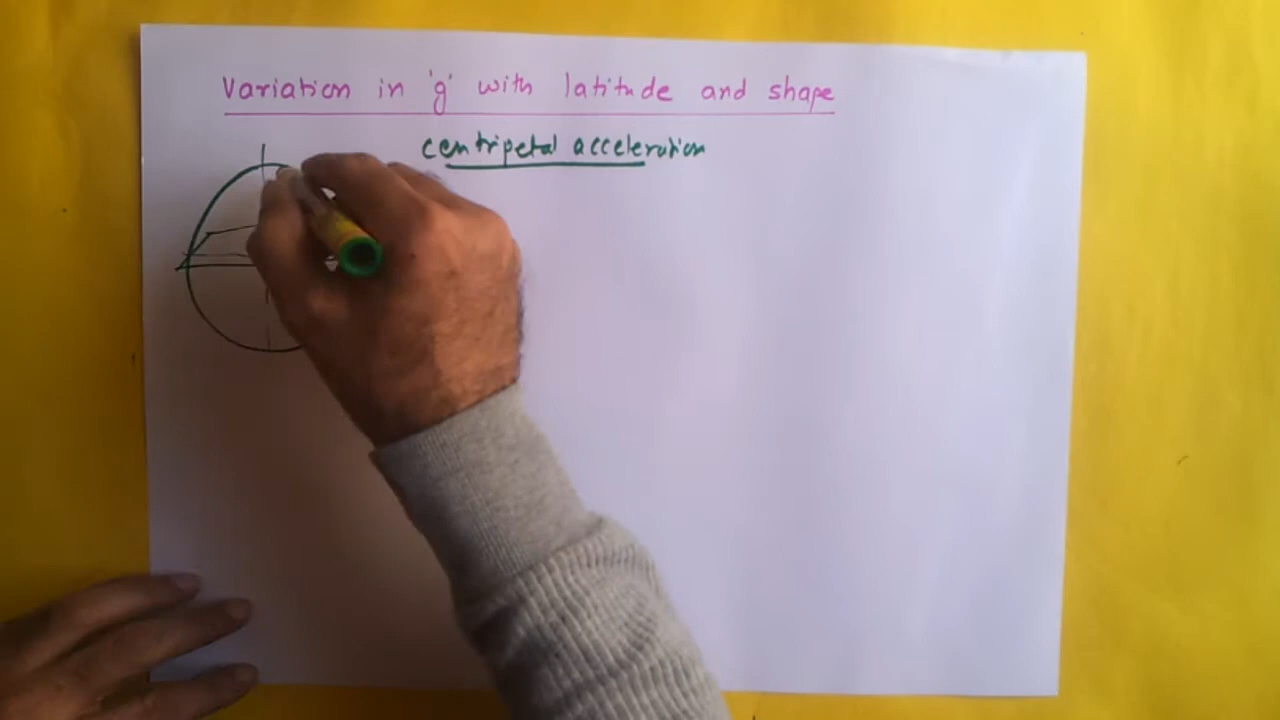 Variation in 'g' with latitude and shape
centripetal acceleration